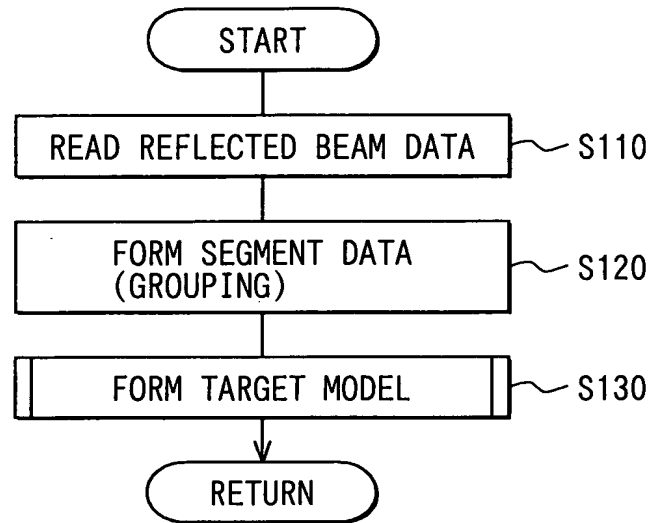 START
READ REFLECTED BEAM DATA
S110
FORM SEGMENT DATA
(GROUPING)
S120
FORM TARGET MODEL
S130
RETURN